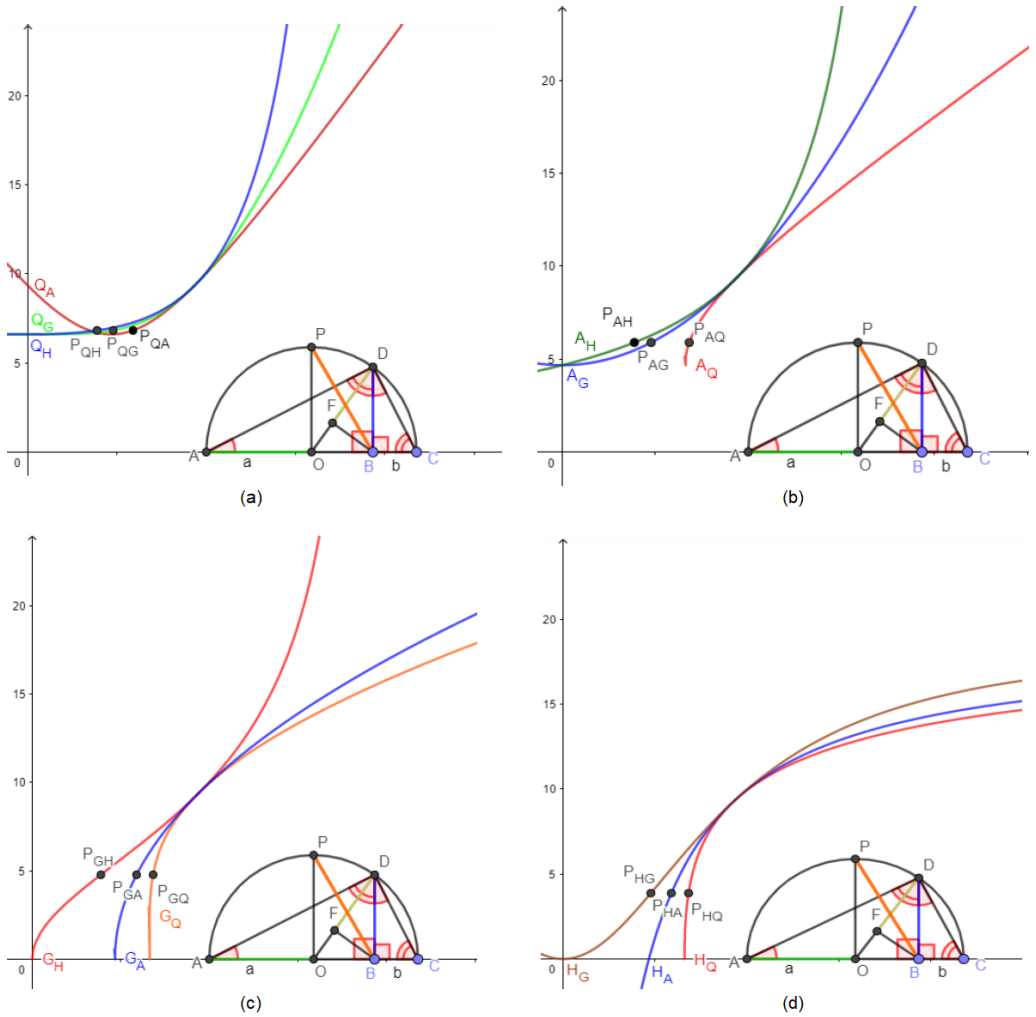 20
15
10
5
0
Q_A
Q_G
Q_H
P_QH
P_QG
P_QA
P
D
F
A
a
O
B
b
C
(a)
20
15
10
5
0
P_AH
A_H
P_AQ
P_AG
A_G
A_Q
P
D
F
A
a
O
B
b
C
(b)
20
15
10
5
0
P_GH
P_GA
P_GQ
G_Q
G_H
G_A
P
D
F
A
a
O
B
b
C
(c)
20
15
10
5
0
P_HG
P_HA
P_HQ
H_G
H_A
H_Q
P
D
F
A
a
O
B
b
C
(d)